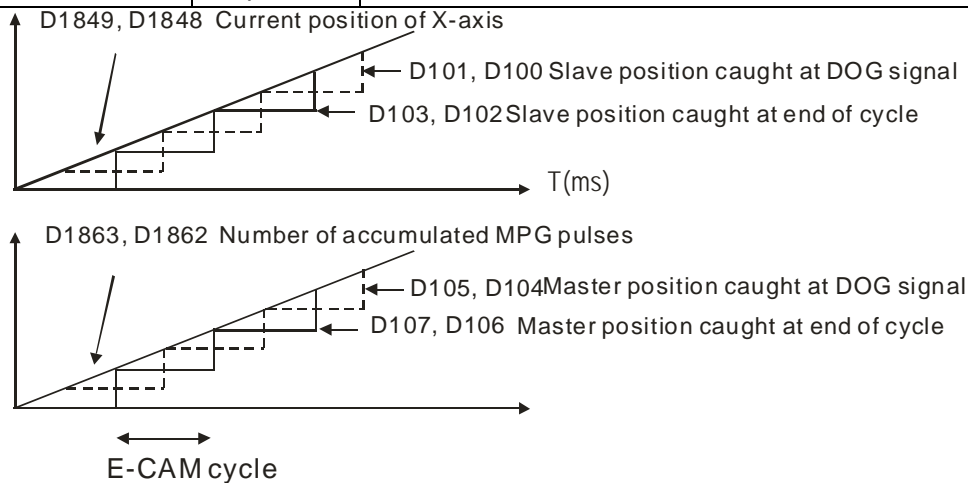 D1849, D1848 Current position of X-axis
D101, D100 Slave position caught at DOG signal
D103, D102 Slave position caught at end of cycle
T(ms)
D1863, D1862 Number of accumulated MPG pulses
D105, D104 Master position caught at DOG signal
D107, D106 Master position caught at end of cycle
E-CAM cycle